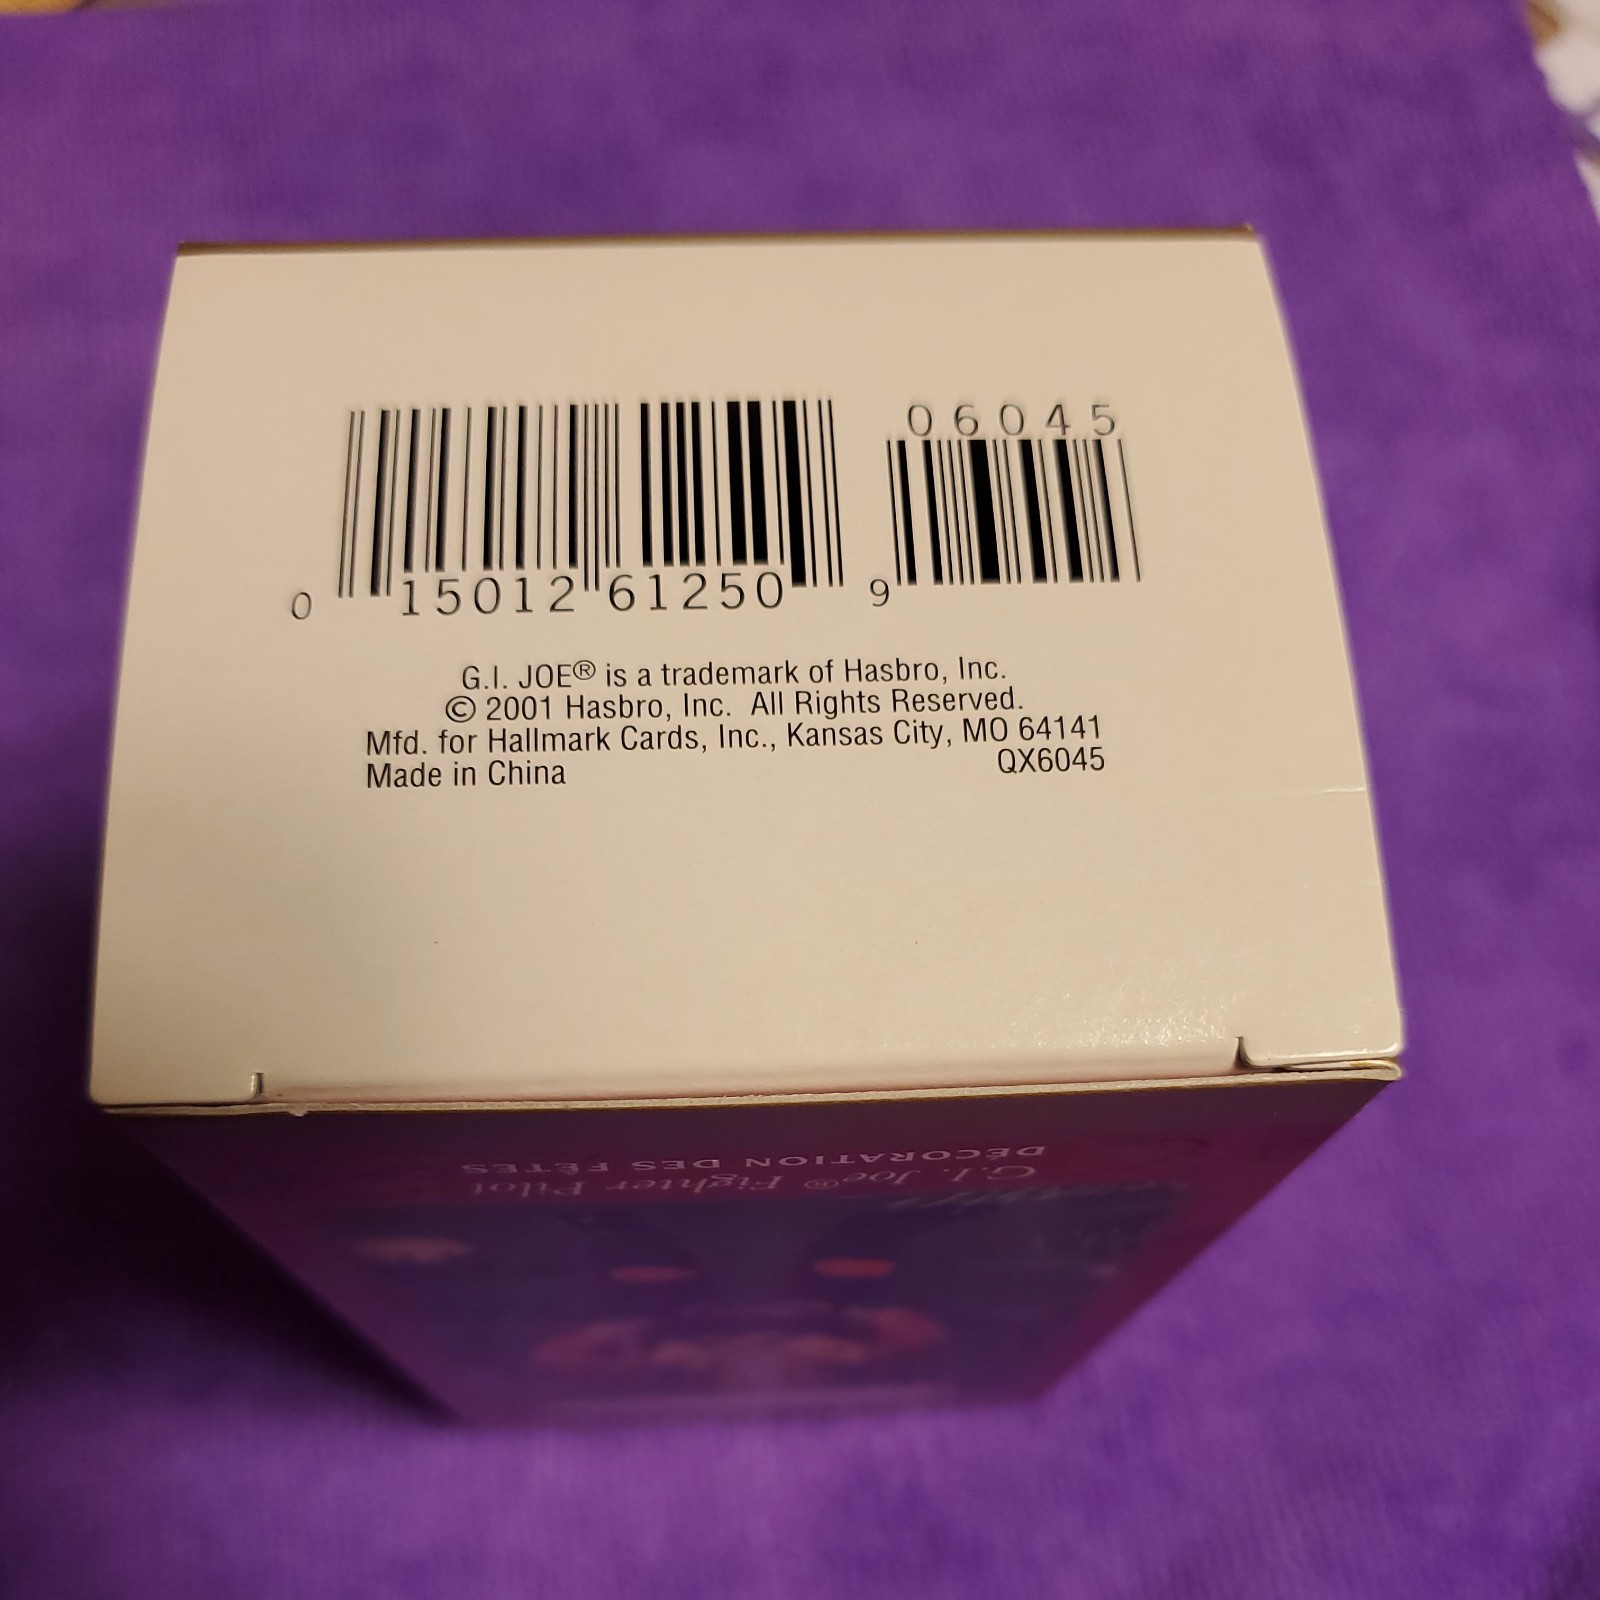 06045
0 15012 61250 9
G.I. JOE® is a trademark of Hasbro, Inc.
© 2001 Hasbro, Inc. All Rights Reserved.
Mfd. for Hallmark Cards, Inc., Kansas City, MO 64141
Made in China QX6045
DÉCORATION DES FÊTES
G.I. Joe® Fighter Pilot